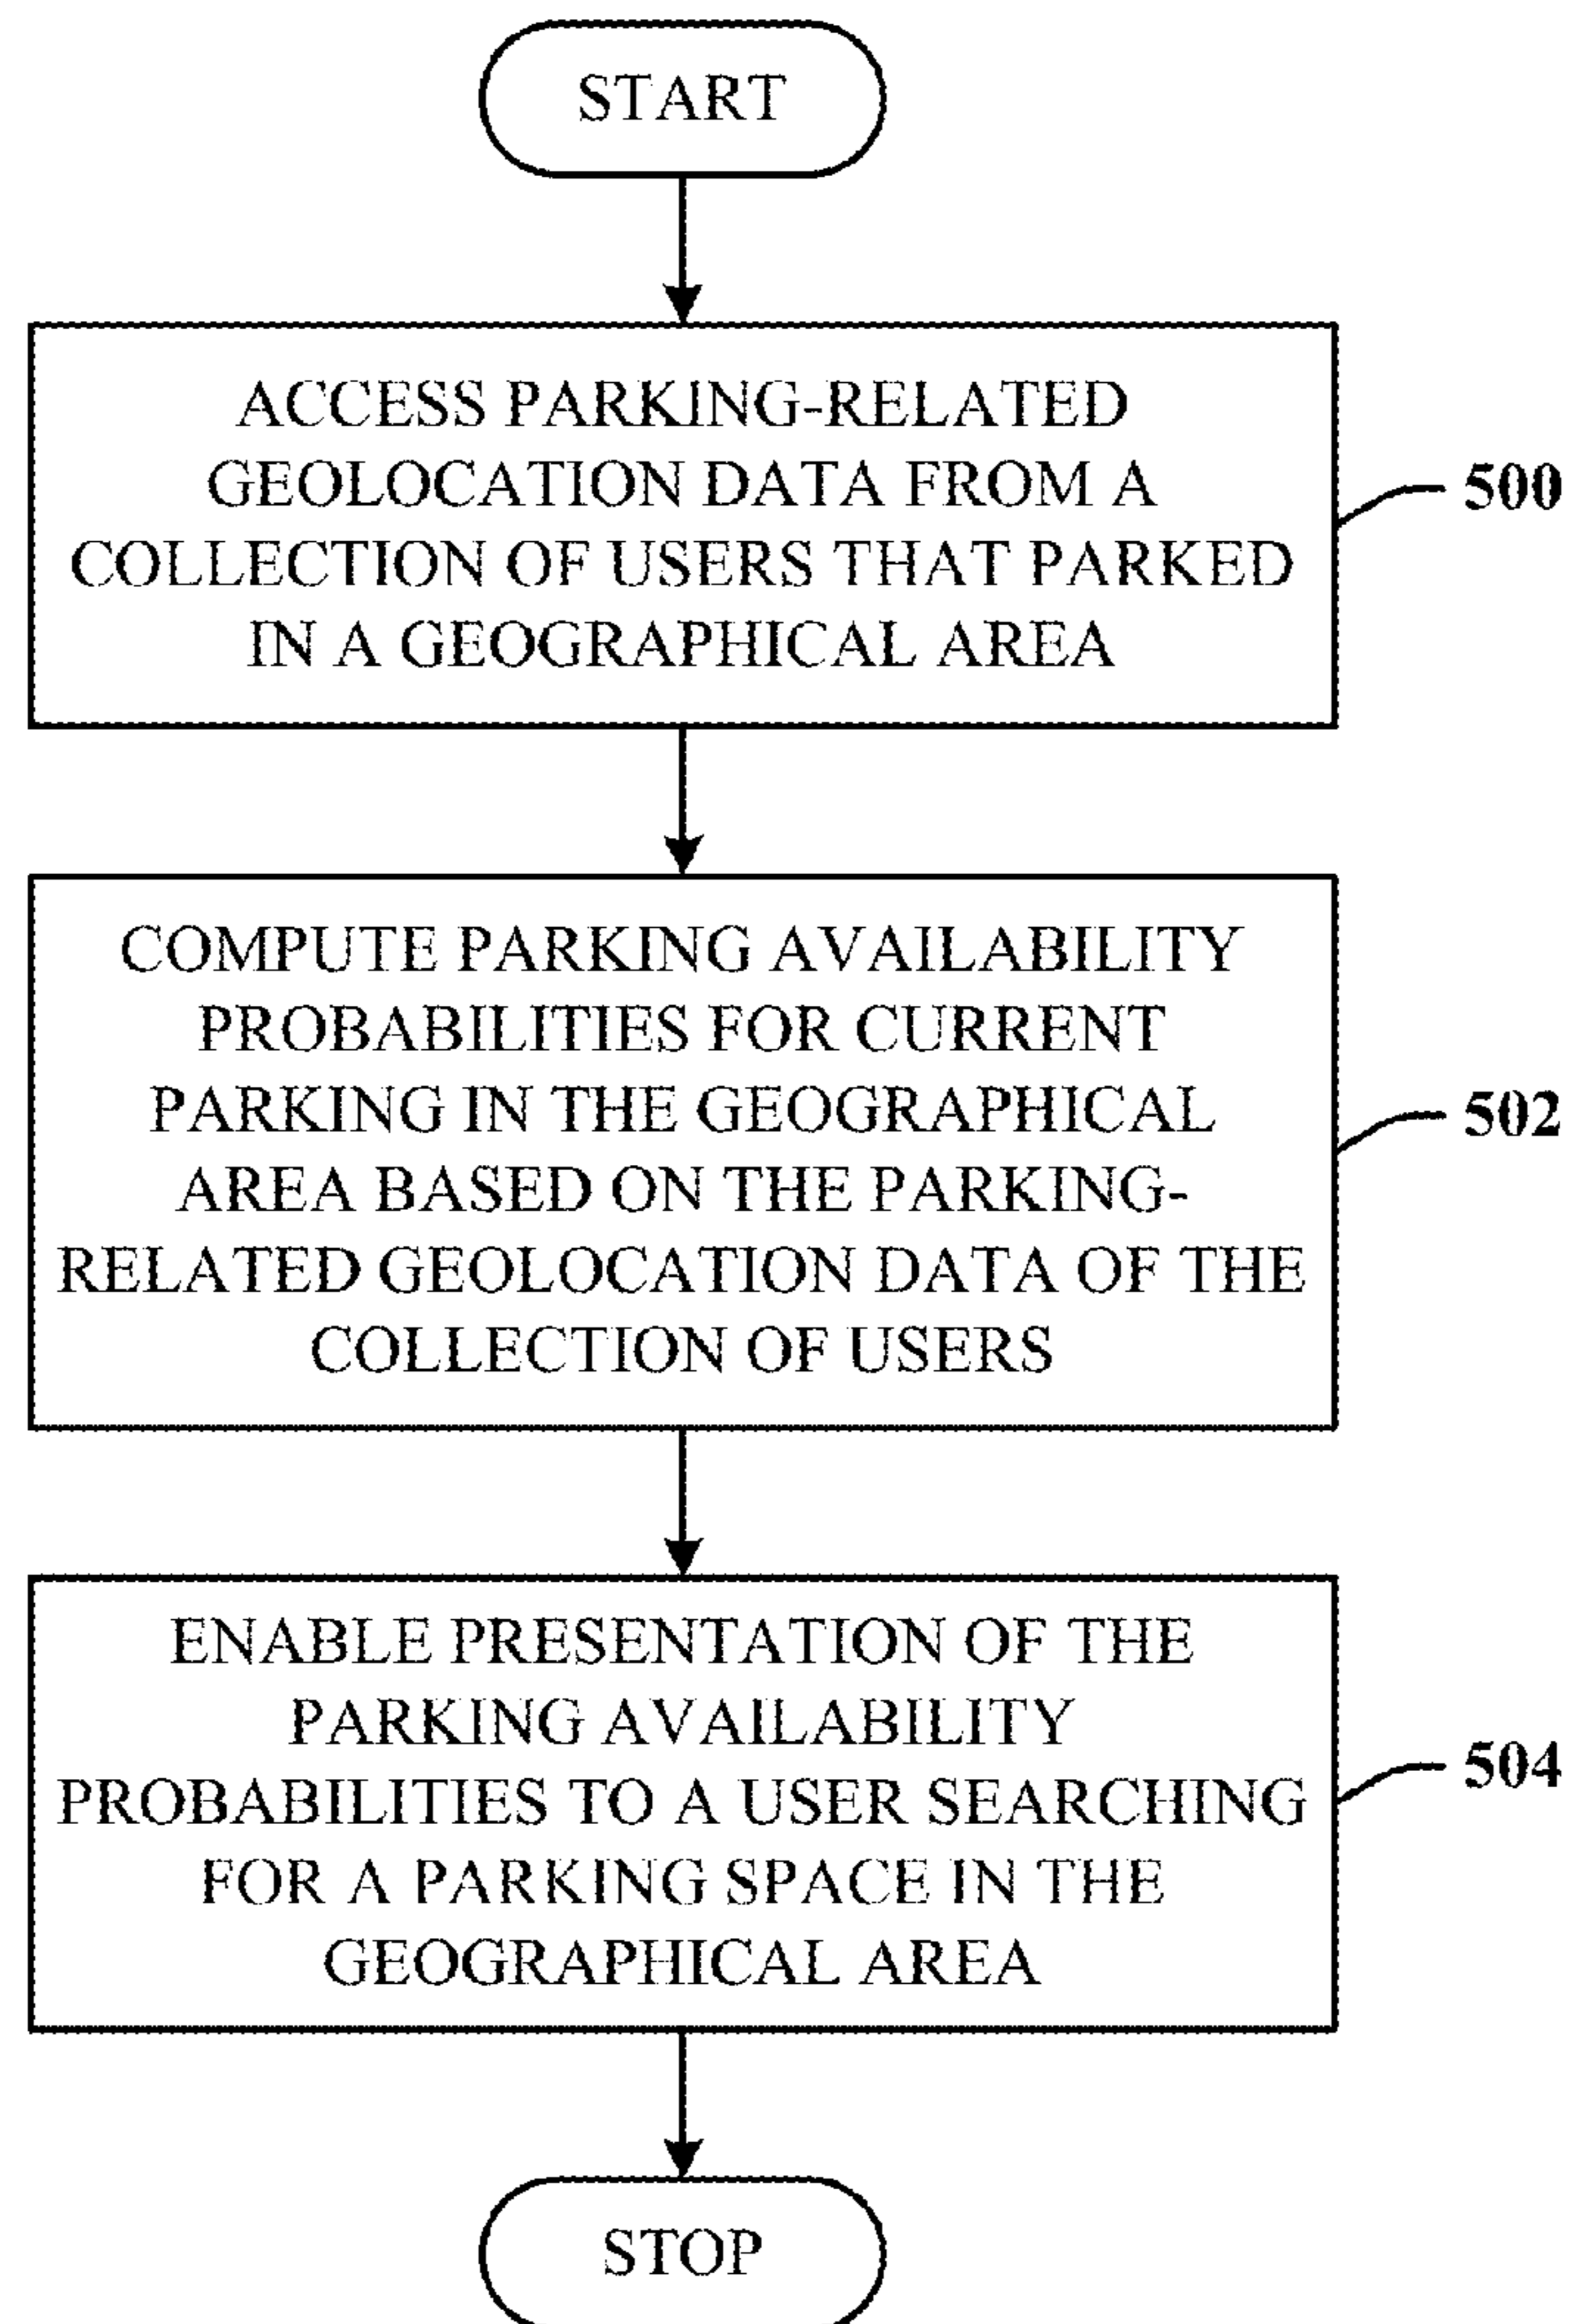 START
ACCESS PARKING-RELATED
GEOLOCATION DATA FROM A
COLLECTION OF USERS THAT PARKED
IN A GEOGRAPHICAL AREA
500
COMPUTE PARKING AVAILABILITY
PROBABILITIES FOR CURRENT
PARKING IN THE GEOGRAPHICAL
AREA BASED ON THE PARKING-
RELATED GEOLOCATION DATA OF THE
COLLECTION OF USERS
502
ENABLE PRESENTATION OF THE
PARKING AVAILABILITY
PROBABILITIES TO A USER SEARCHING
FOR A PARKING SPACE IN THE
GEOGRAPHICAL AREA
504
STOP